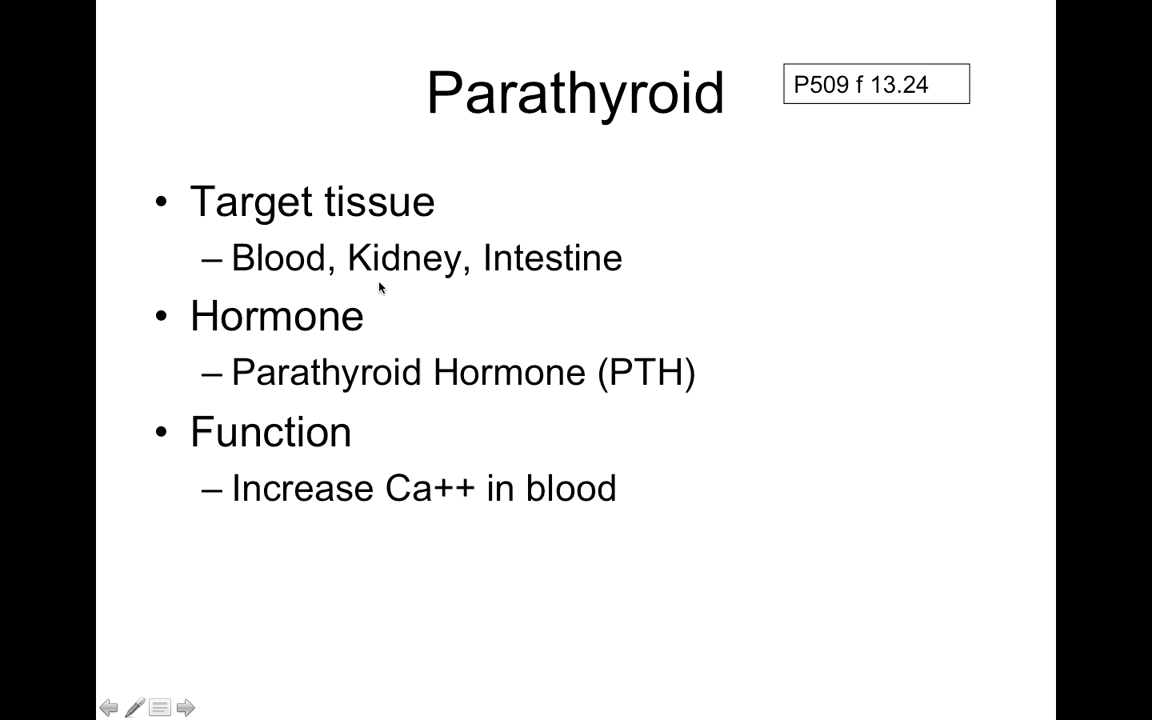 Parathyroid
P509 f 13.24
• Target tissue
– Blood, Kidney, Intestine
• Hormone
– Parathyroid Hormone (PTH)
• Function
– Increase Ca++ in blood